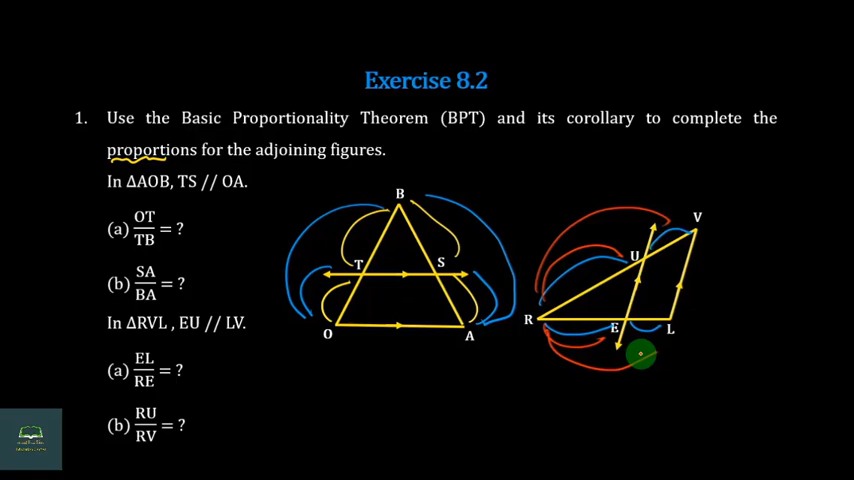 Exercise 8.2
1. Use the Basic Proportionality Theorem (BPT) and its corollary to complete the
proportions for the adjoining figures.
In ΔAOB, TS // OA.
(a) OT/TB = ?
(b) SA/BA = ?
In ΔRVL , EU // LV.
(a) EL/RE = ?
(b) RU/RV = ?
B
T S
O A
V
U
R E L